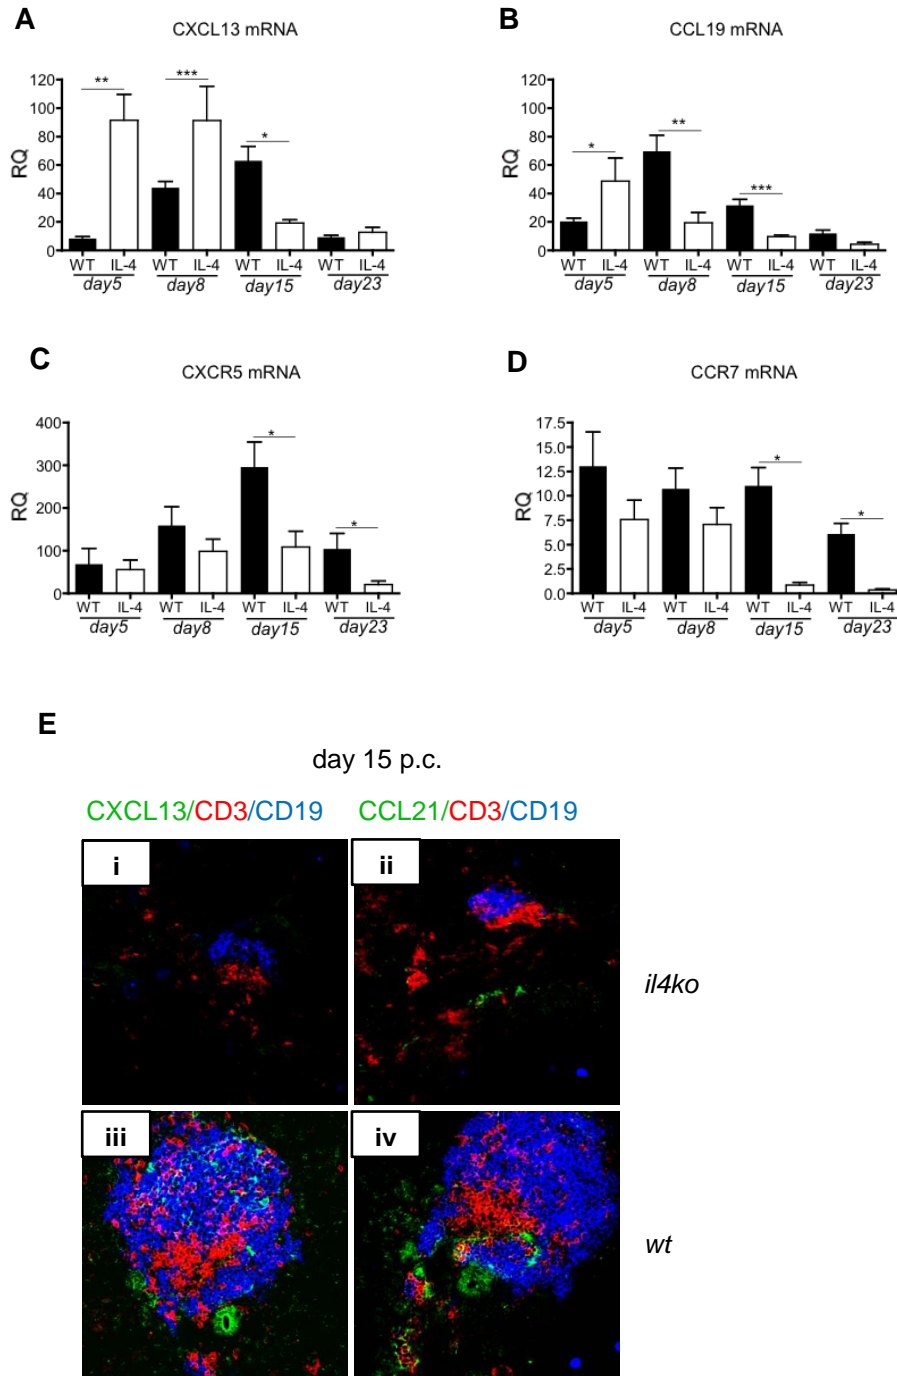 A
CXCL13 mRNA
RQ
120
100
80
60
40
20
0
**
***
*
WT IL-4 WT IL-4 WT IL-4 WT IL-4
day5 day8 day15 day23
B
CCL19 mRNA
RQ
120
100
80
60
40
20
0
*
**
***
WT IL-4 WT IL-4 WT IL-4 WT IL-4
day5 day8 day15 day23
C
CXCR5 mRNA
RQ
400
300
200
100
0
*
*
WT IL-4 WT IL-4 WT IL-4 WT IL-4
day5 day8 day15 day23
D
CCR7 mRNA
RQ
17.5
15.0
12.5
10.0
7.5
5.0
2.5
0.0
*
*
WT IL-4 WT IL-4 WT IL-4 WT IL-4
day5 day8 day15 day23
E
day 15 p.c.
CXCL13/CD3/CD19 CCL21/CD3/CD19
i
ii
il4ko
iii
iv
wt